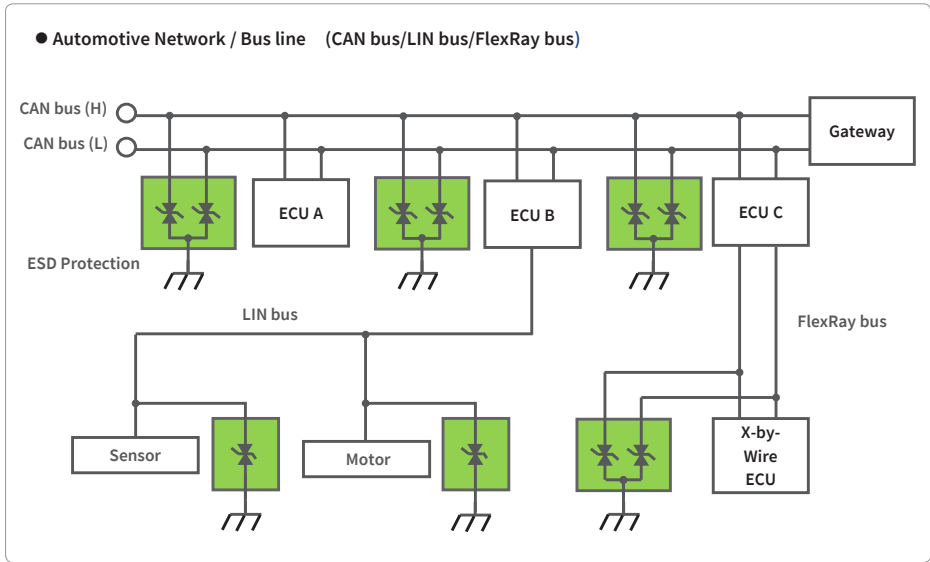 ● Automotive Network / Bus line (CAN bus/LIN bus/FlexRay bus)
CAN bus (H)
CAN bus (L)
Gateway
ECU A
ECU B
ECU C
ESD Protection
LIN bus
FlexRay bus
Sensor
Motor
X-by-
Wire
ECU